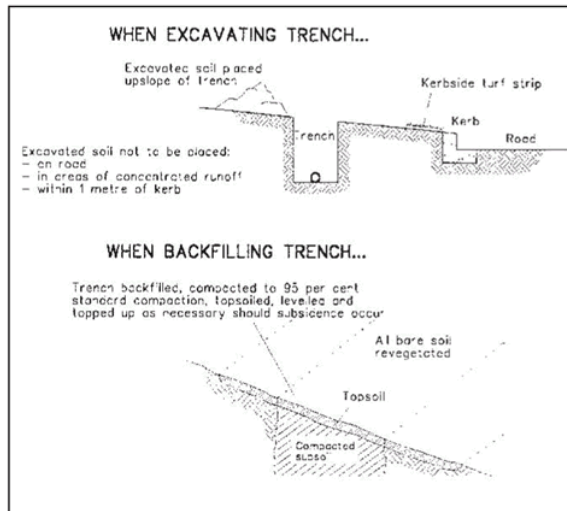 WHEN EXCAVATING TRENCH...
Excavated soil placed
upslope of trench
Kerbside turf strip
Kerb
Trench
Road
Excavated soil not to be placed:
- on road
- in areas of concentrated runoff
- within 1 metre of kerb
WHEN BACKFILLING TRENCH...
Trench backfilled, compacted to 95 per cent
standard compaction, topsoiled, levelled and
topped up as necessary should subsidence occur
All bare soil
revegetated
Topsoil
Compacted
subsoil